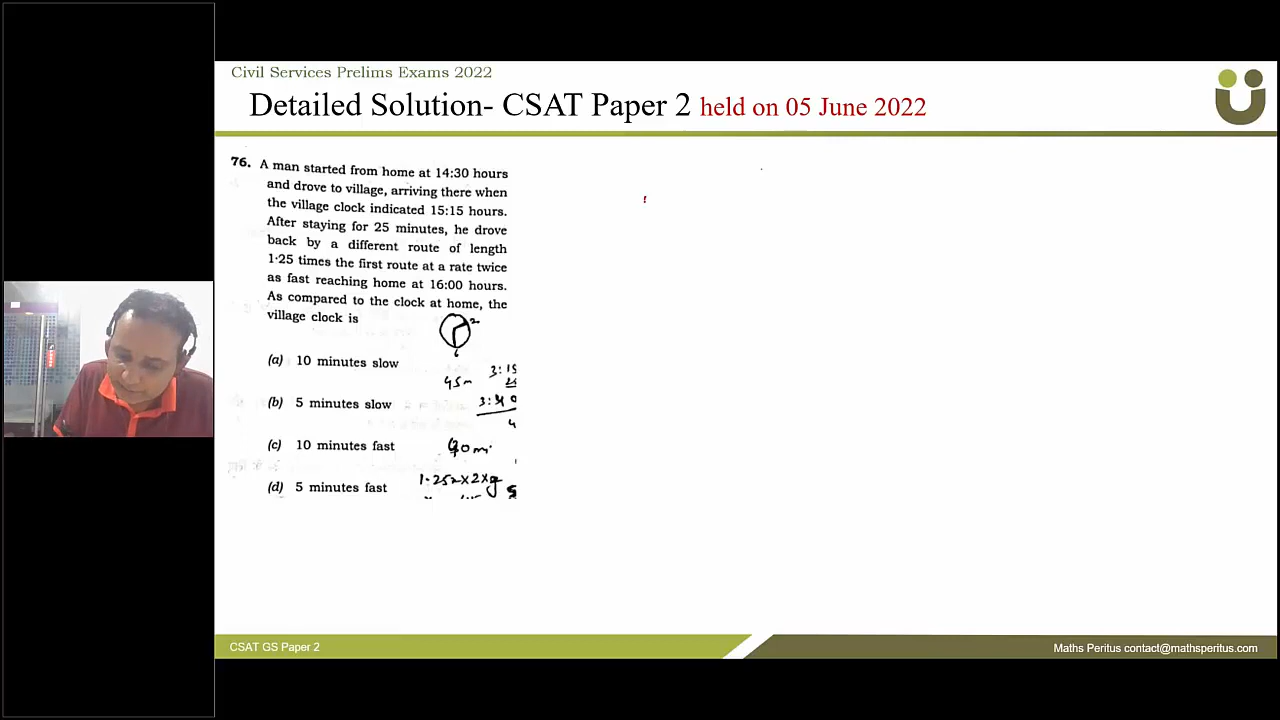 Civil Services Prelims Exams 2022
Detailed Solution- CSAT Paper 2 held on 05 June 2022
76. A man started from home at 14:30 hours
and drove to village, arriving there when
the village clock indicated 15:15 hours.
After staying for 25 minutes, he drove
back by a different route of length
1·25 times the first route at a rate twice
as fast reaching home at 16:00 hours.
As compared to the clock at home, the
village clock is
2
6
(a) 10 minutes slow
3:15
45m
(b) 5 minutes slow
(c) 10 minutes fast
(d) 5 minutes fast
CSAT GS Paper 2
Maths Peritus contact@mathsperitus.com